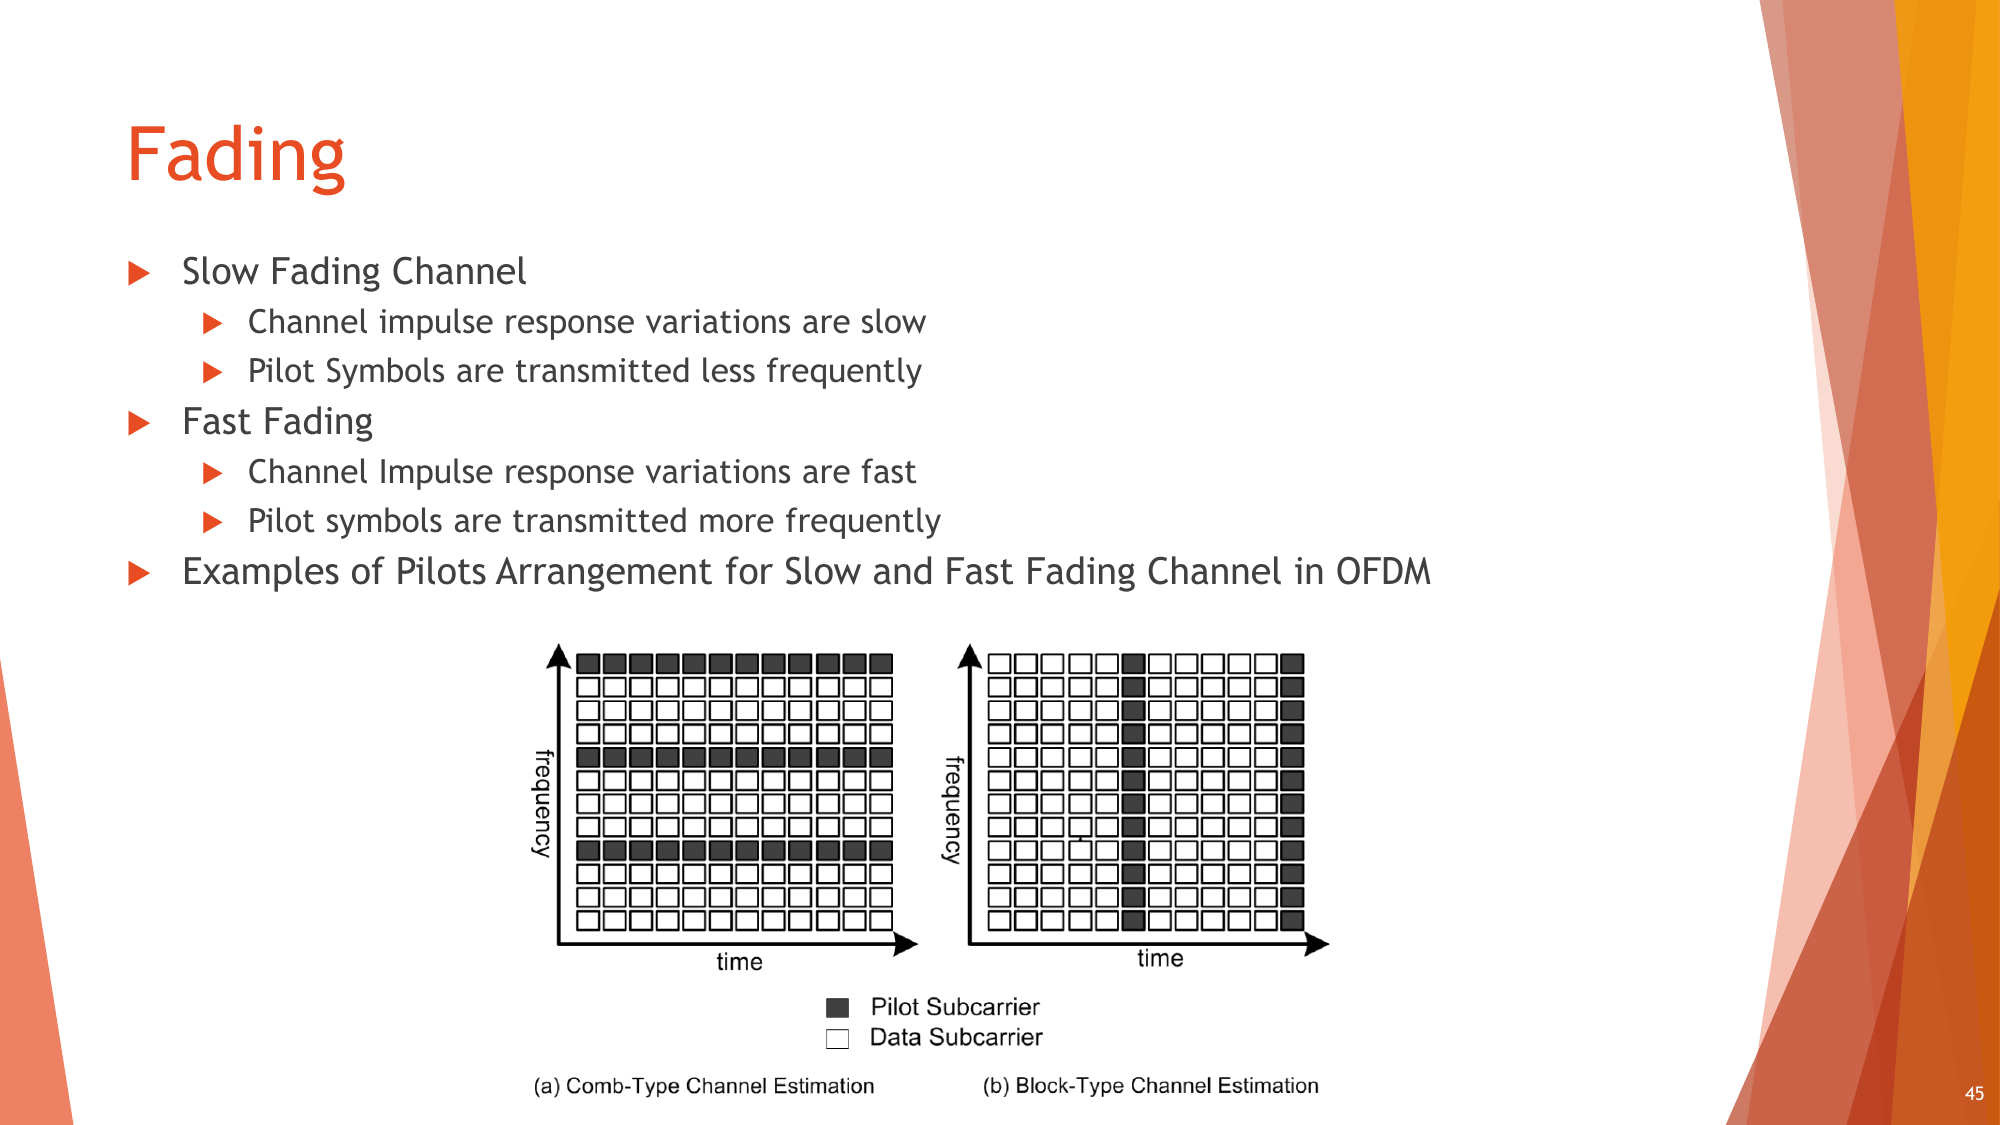 Fading
Slow Fading Channel
Channel impulse response variations are slow
Pilot Symbols are transmitted less frequently
Fast Fading
Channel Impulse response variations are fast
Pilot symbols are transmitted more frequently
Examples of Pilots Arrangement for Slow and Fast Fading Channel in OFDM
frequency
time
frequency
time
Pilot Subcarrier
Data Subcarrier
(a) Comb-Type Channel Estimation
(b) Block-Type Channel Estimation
45